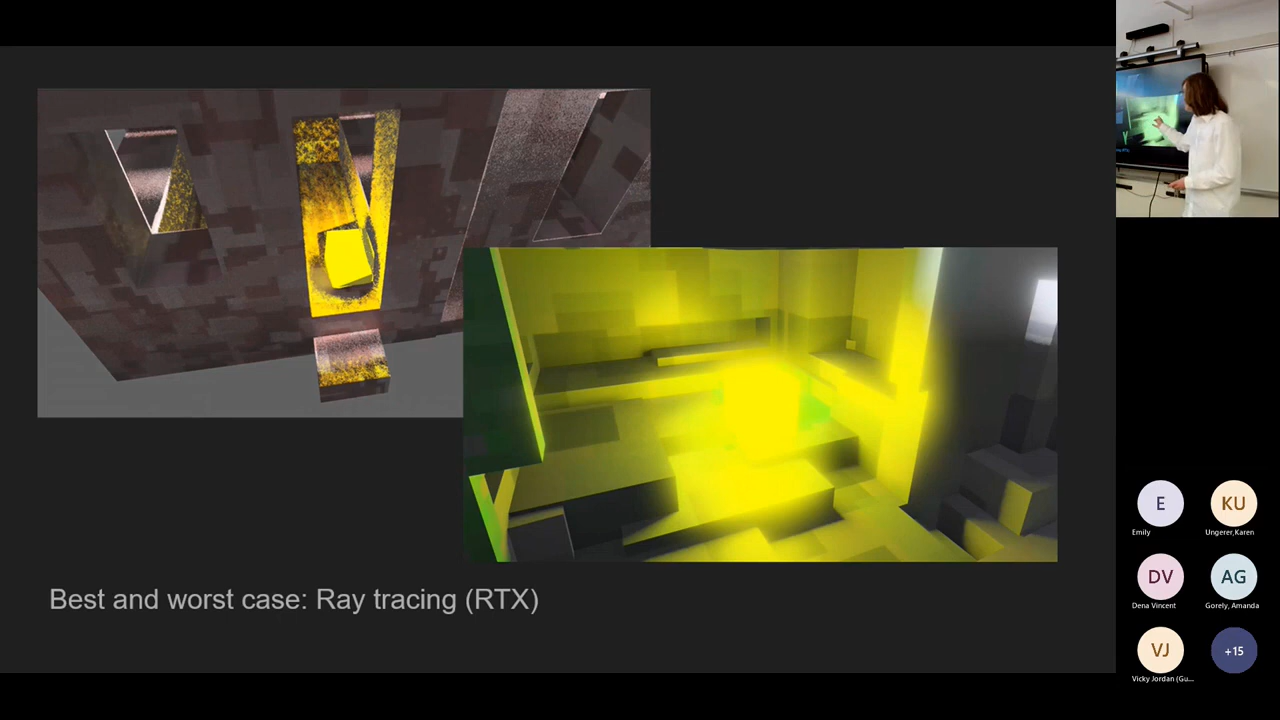 Best and worst case: Ray tracing (RTX)
E
KU
Emily
Ungerer,Karen
DV
AG
Dena Vincent
Gorely, Amanda
VJ
+15
Vicky Jordan (Gu...